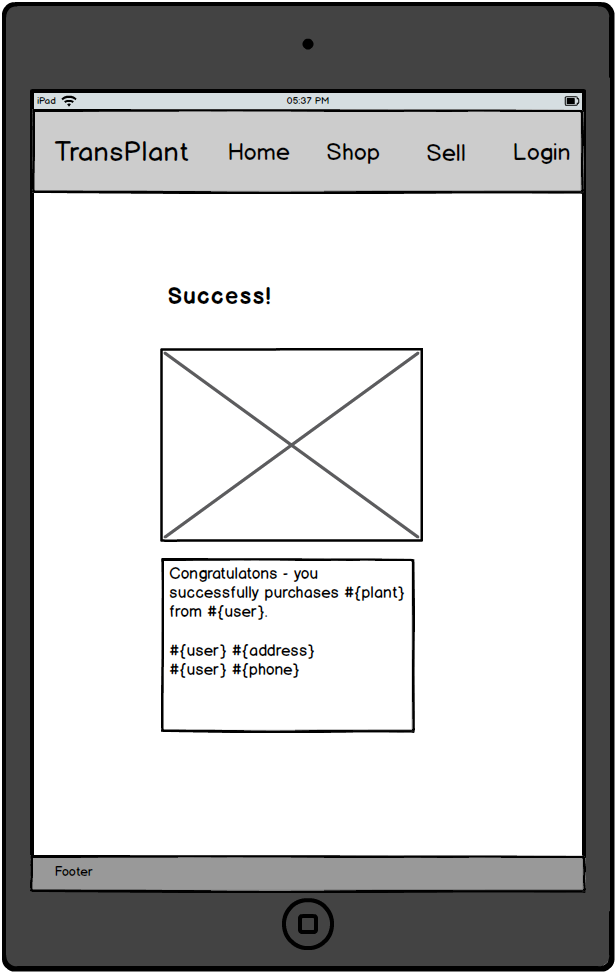 iPad 05:37 PM
TransPlant Home Shop Sell Login
Success!
Congratulatons - you
successfully purchases #{plant}
from #{user}.
#{user} #{address}
#{user} #{phone}
Footer